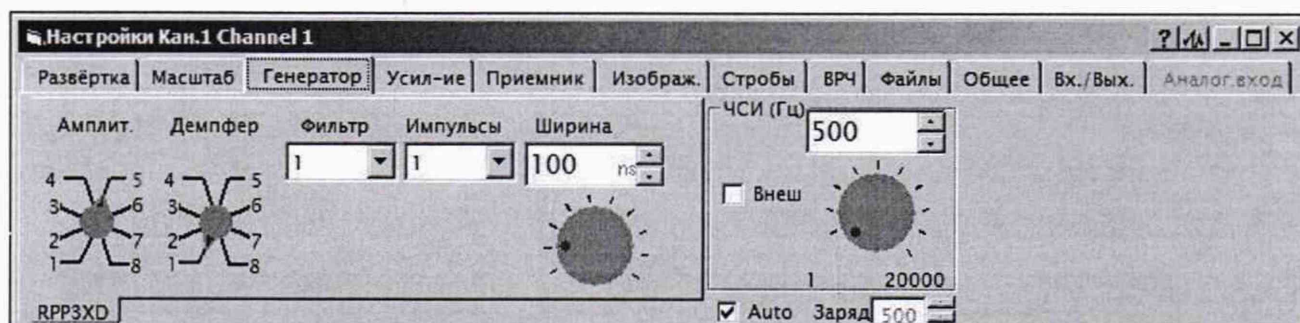 Настройки Кан.1 Channel 1
Развёртка Масштаб Генератор Усил-ие Приемник Изображ. Стробы ВРЧ Файлы Общее Вх./Вых. Аналог.вход
Амплит. Демпфер Фильтр Импульсы Ширина
1 1 100 ns
4 5 4 5
3 6 3 6
2 7 2 7
1 8 1 8
ЧСИ (Гц)
500
Внеш
1 20000
RPP3XD
Auto Заряд 500